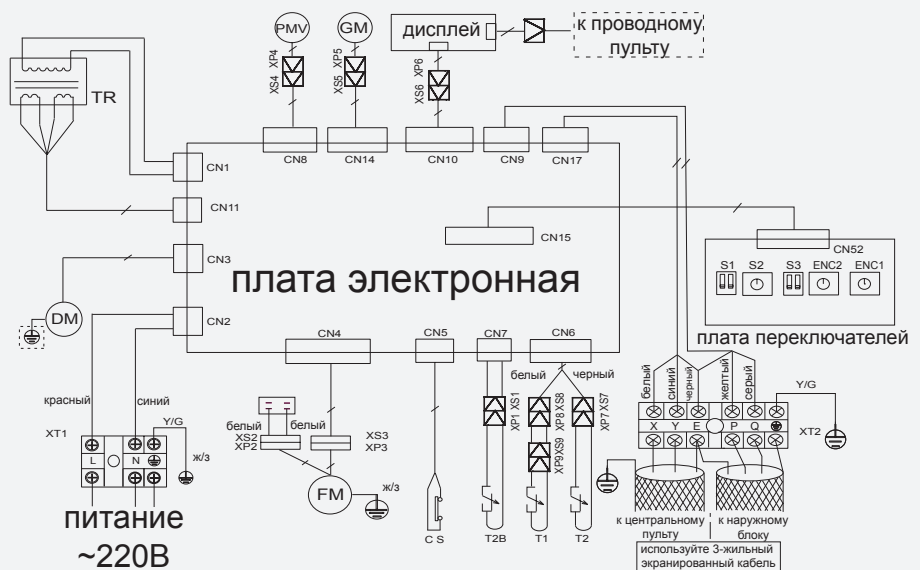 PMV
GM
дисплей
к проводному
пульту
XS4 XP4
XS5 XP5
XS6 XP6
TR
CN8
CN14
CN10
CN9
CN17
CN1
CN11
CN15
CN3
CN52
S1 S2 S3 ENC2 ENC1
плата электронная
плата переключателей
DM
CN2
CN4
CN5
CN7
CN6
красный
синий
белый
белый
XS2
XP2
XS3
XP3
FM
ж/з
белый
черный
XP1 XS1
XP8 XS8
XP9 XS9
XP7 XS7
C S
T2B
T1
T2
XT1
Y/G
L N
ж/з
питание
~220В
белый
синий
черный
желтый
серый
Y/G
X Y E P Q
XT2
к центральному
пульту
к наружному
блоку
используйте 3-жильный
экранированный кабель